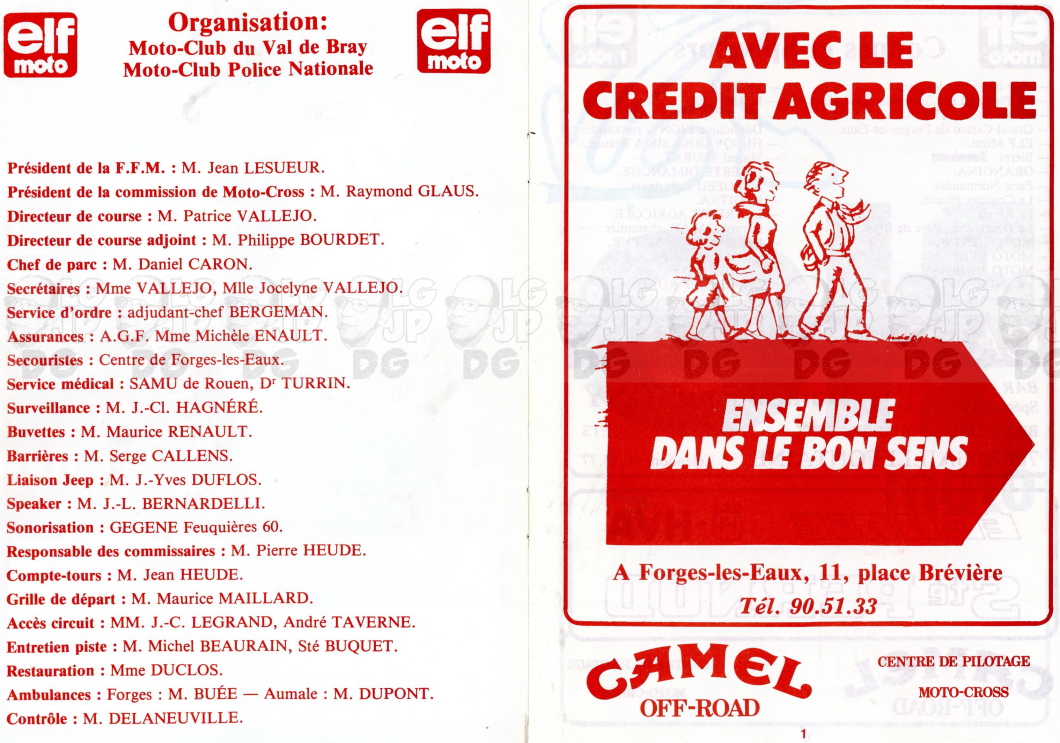 elf
moto
Organisation:
Moto-Club du Val de Bray
Moto-Club Police Nationale
elf
moto
Président de la F.F.M. : M. Jean LESUEUR.
Président de la commission de Moto-Cross : M. Raymond GLAUS.
Directeur de course : M. Patrice VALLEJO.
Directeur de course adjoint : M. Philippe BOURDET.
Chef de parc : M. Daniel CARON.
Secrétaires : Mme VALLEJO, Mlle Jocelyne VALLEJO.
Service d'ordre : adjudant-chef BERGEMAN.
Assurances : A.G.F. Mme Michèle ENAULT.
Secouristes : Centre de Forges-les-Eaux.
Service médical : SAMU de Rouen, Dr TURRIN.
Surveillance : M. J.-Cl. HAGNÉRÉ.
Buvettes : M. Maurice RENAULT.
Barrières : M. Serge CALLENS.
Liaison Jeep : M. J.-Yves DUFLOS.
Speaker : M. J.-L. BERNARDELLI.
Sonorisation : GEGENE Feuquières 60.
Responsable des commissaires : M. Pierre HEUDE.
Compte-tours : M. Jean HEUDE.
Grille de départ : M. Maurice MAILLARD.
Accès circuit : MM. J.-C. LEGRAND, André TAVERNE.
Entretien piste : M. Michel BEAURAIN, Sté BUQUET.
Restauration : Mme DUCLOS.
Ambulances : Forges : M. BUÉE — Aumale : M. DUPONT.
Contrôle : M. DELANEUVILLE.
AVEC LE
CREDIT AGRICOLE
ENSEMBLE
DANS LE BON SENS
A Forges-les-Eaux, 11, place Brévière
Tél. 90.51.33
CAMEL
OFF-ROAD
CENTRE DE PILOTAGE
MOTO-CROSS
1
LG
JP
DG